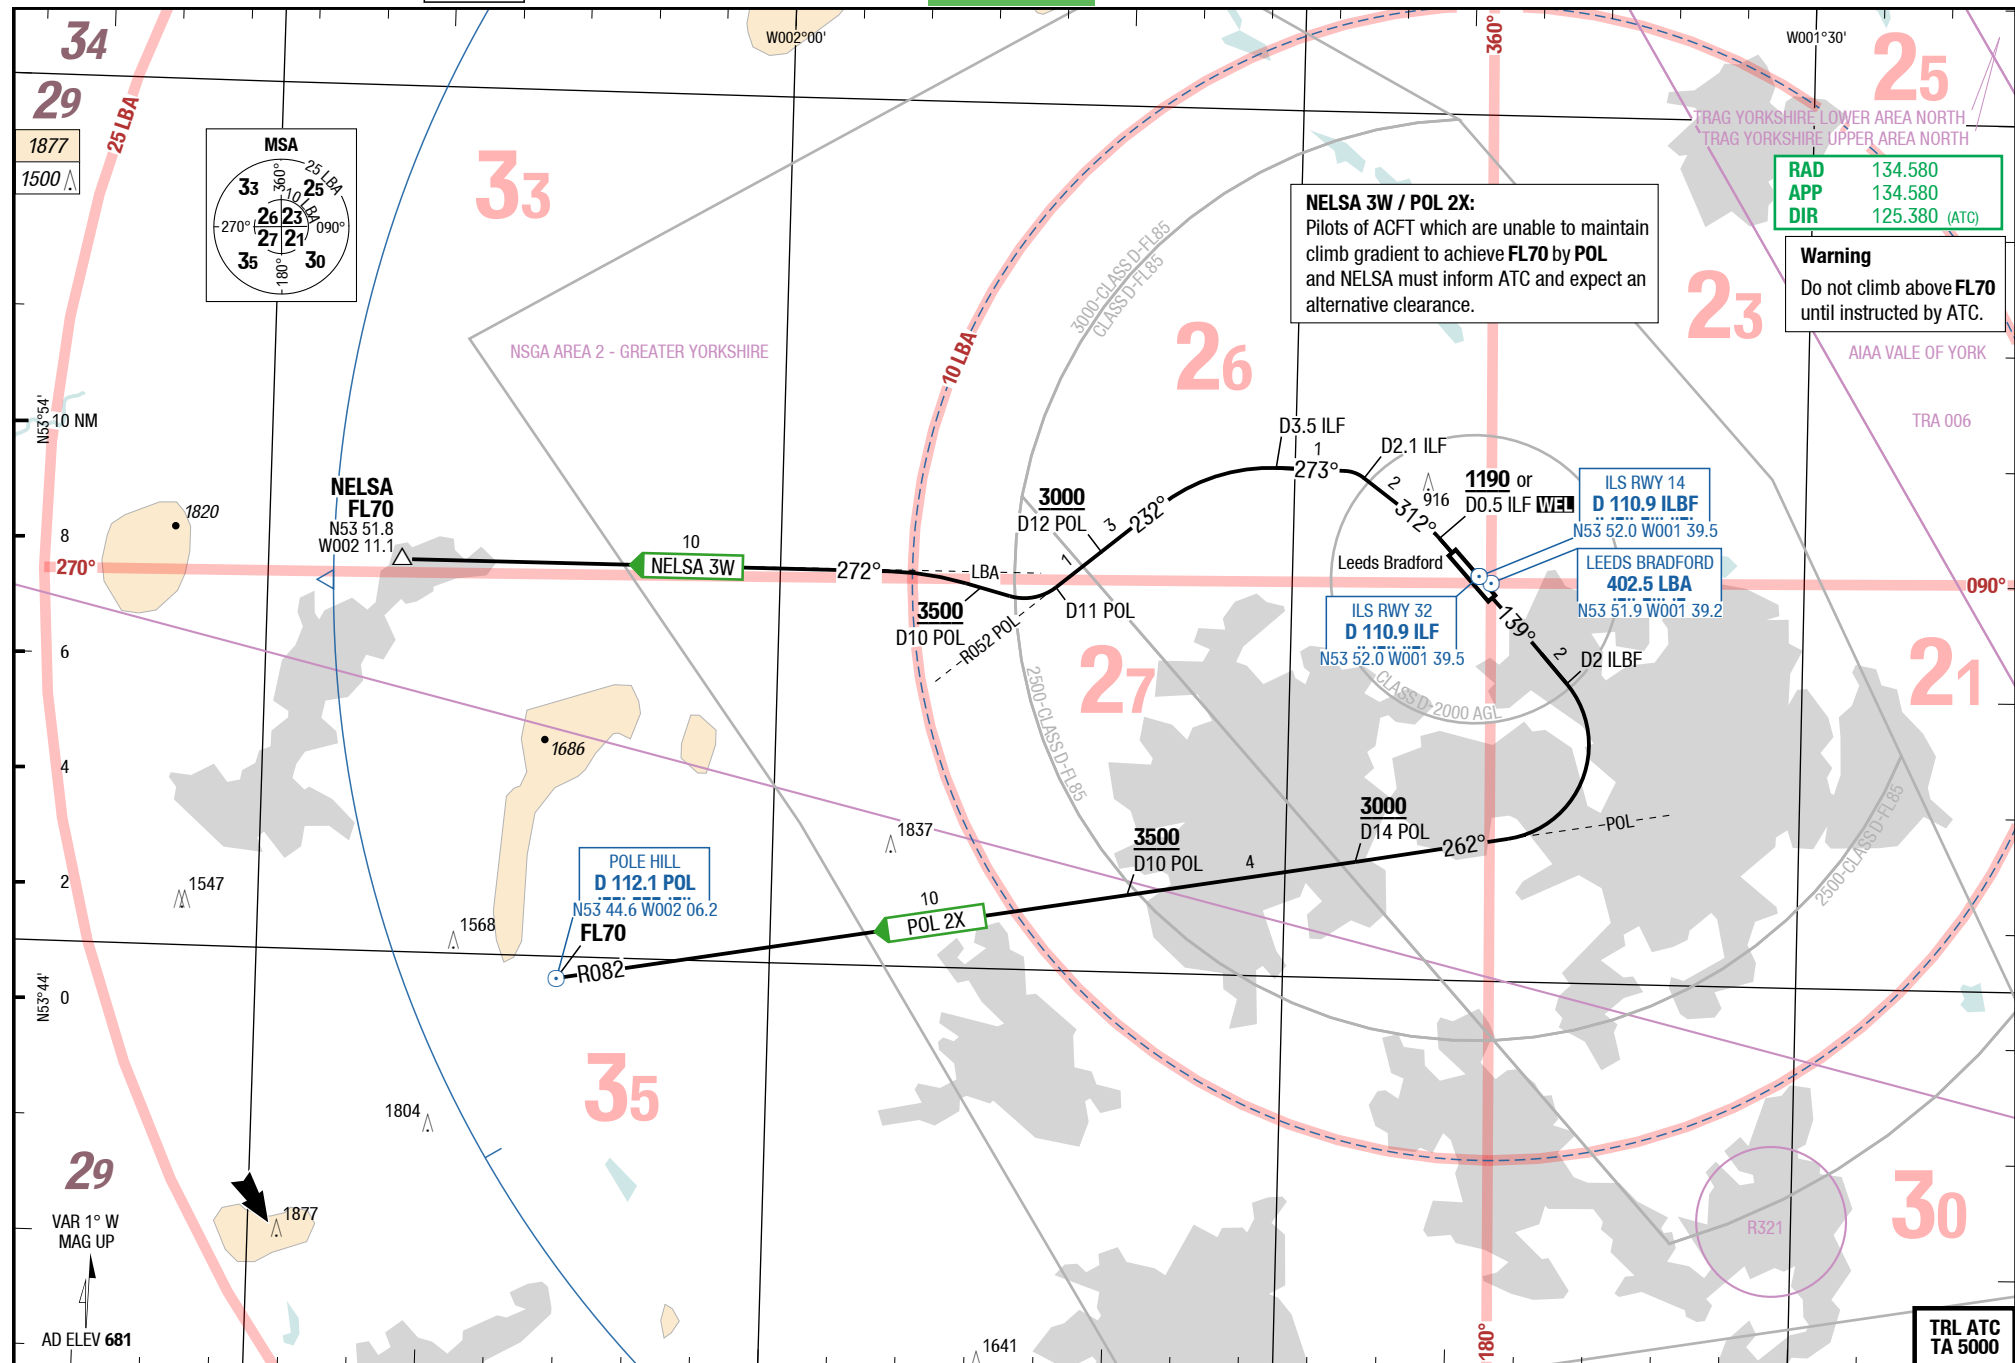 34
29
1877
1500
25 LBA
MSA
25 LBA
10 LBA
360°
33
25
26
23
270°
090°
27
21
35
30
180°
33
W002°00'
360°
W001°30'
25
TRAG YORKSHIRE LOWER AREA NORTH
TRAG YORKSHIRE UPPER AREA NORTH
RAD 134.580
APP 134.580
DIR 125.380 (ATC)
NELSA 3W / POL 2X:
Pilots of ACFT which are unable to maintain
climb gradient to achieve FL70 by POL
and NELSA must inform ATC and expect an
alternative clearance.
Warning
Do not climb above FL70
until instructed by ATC.
3000-CLASS D-FL85
CLASS D-FL85
23
26
NSGA AREA 2 - GREATER YORKSHIRE
10 LBA
AIAA VALE OF YORK
TRA 006
N53°54'
10 NM
8
6
4
2
0
N53°44'
NELSA
FL70
N53 51.8
W002 11.1
1820
270°
10
NELSA 3W
272°
LBA
3500
D10 POL
R052 POL
D11 POL
1
3000
D12 POL
3
232°
D3.5 ILF
1
273°
D2.1 ILF
2
312°
916
1190 or
D0.5 ILF WEL
Leeds Bradford
ILS RWY 14
D 110.9 ILBF
N53 52.0 W001 39.5
LEEDS BRADFORD
402.5 LBA
N53 51.9 W001 39.2
ILS RWY 32
D 110.9 ILF
N53 52.0 W001 39.5
090°
139°
2
D2 ILBF
CLASS D-2000 AGL
27
21
2500-CLASS D-FL85
2500-CLASS D-FL85
1686
1837
1547
1568
POLE HILL
D 112.1 POL
N53 44.6 W002 06.2
FL70
R082
10
POL 2X
3500
D10 POL
4
3000
D14 POL
262°
POL
35
1804
29
1877
VAR 1° W
MAG UP
AD ELEV 681
1641
180°
R321
30
TRL ATC
TA 5000